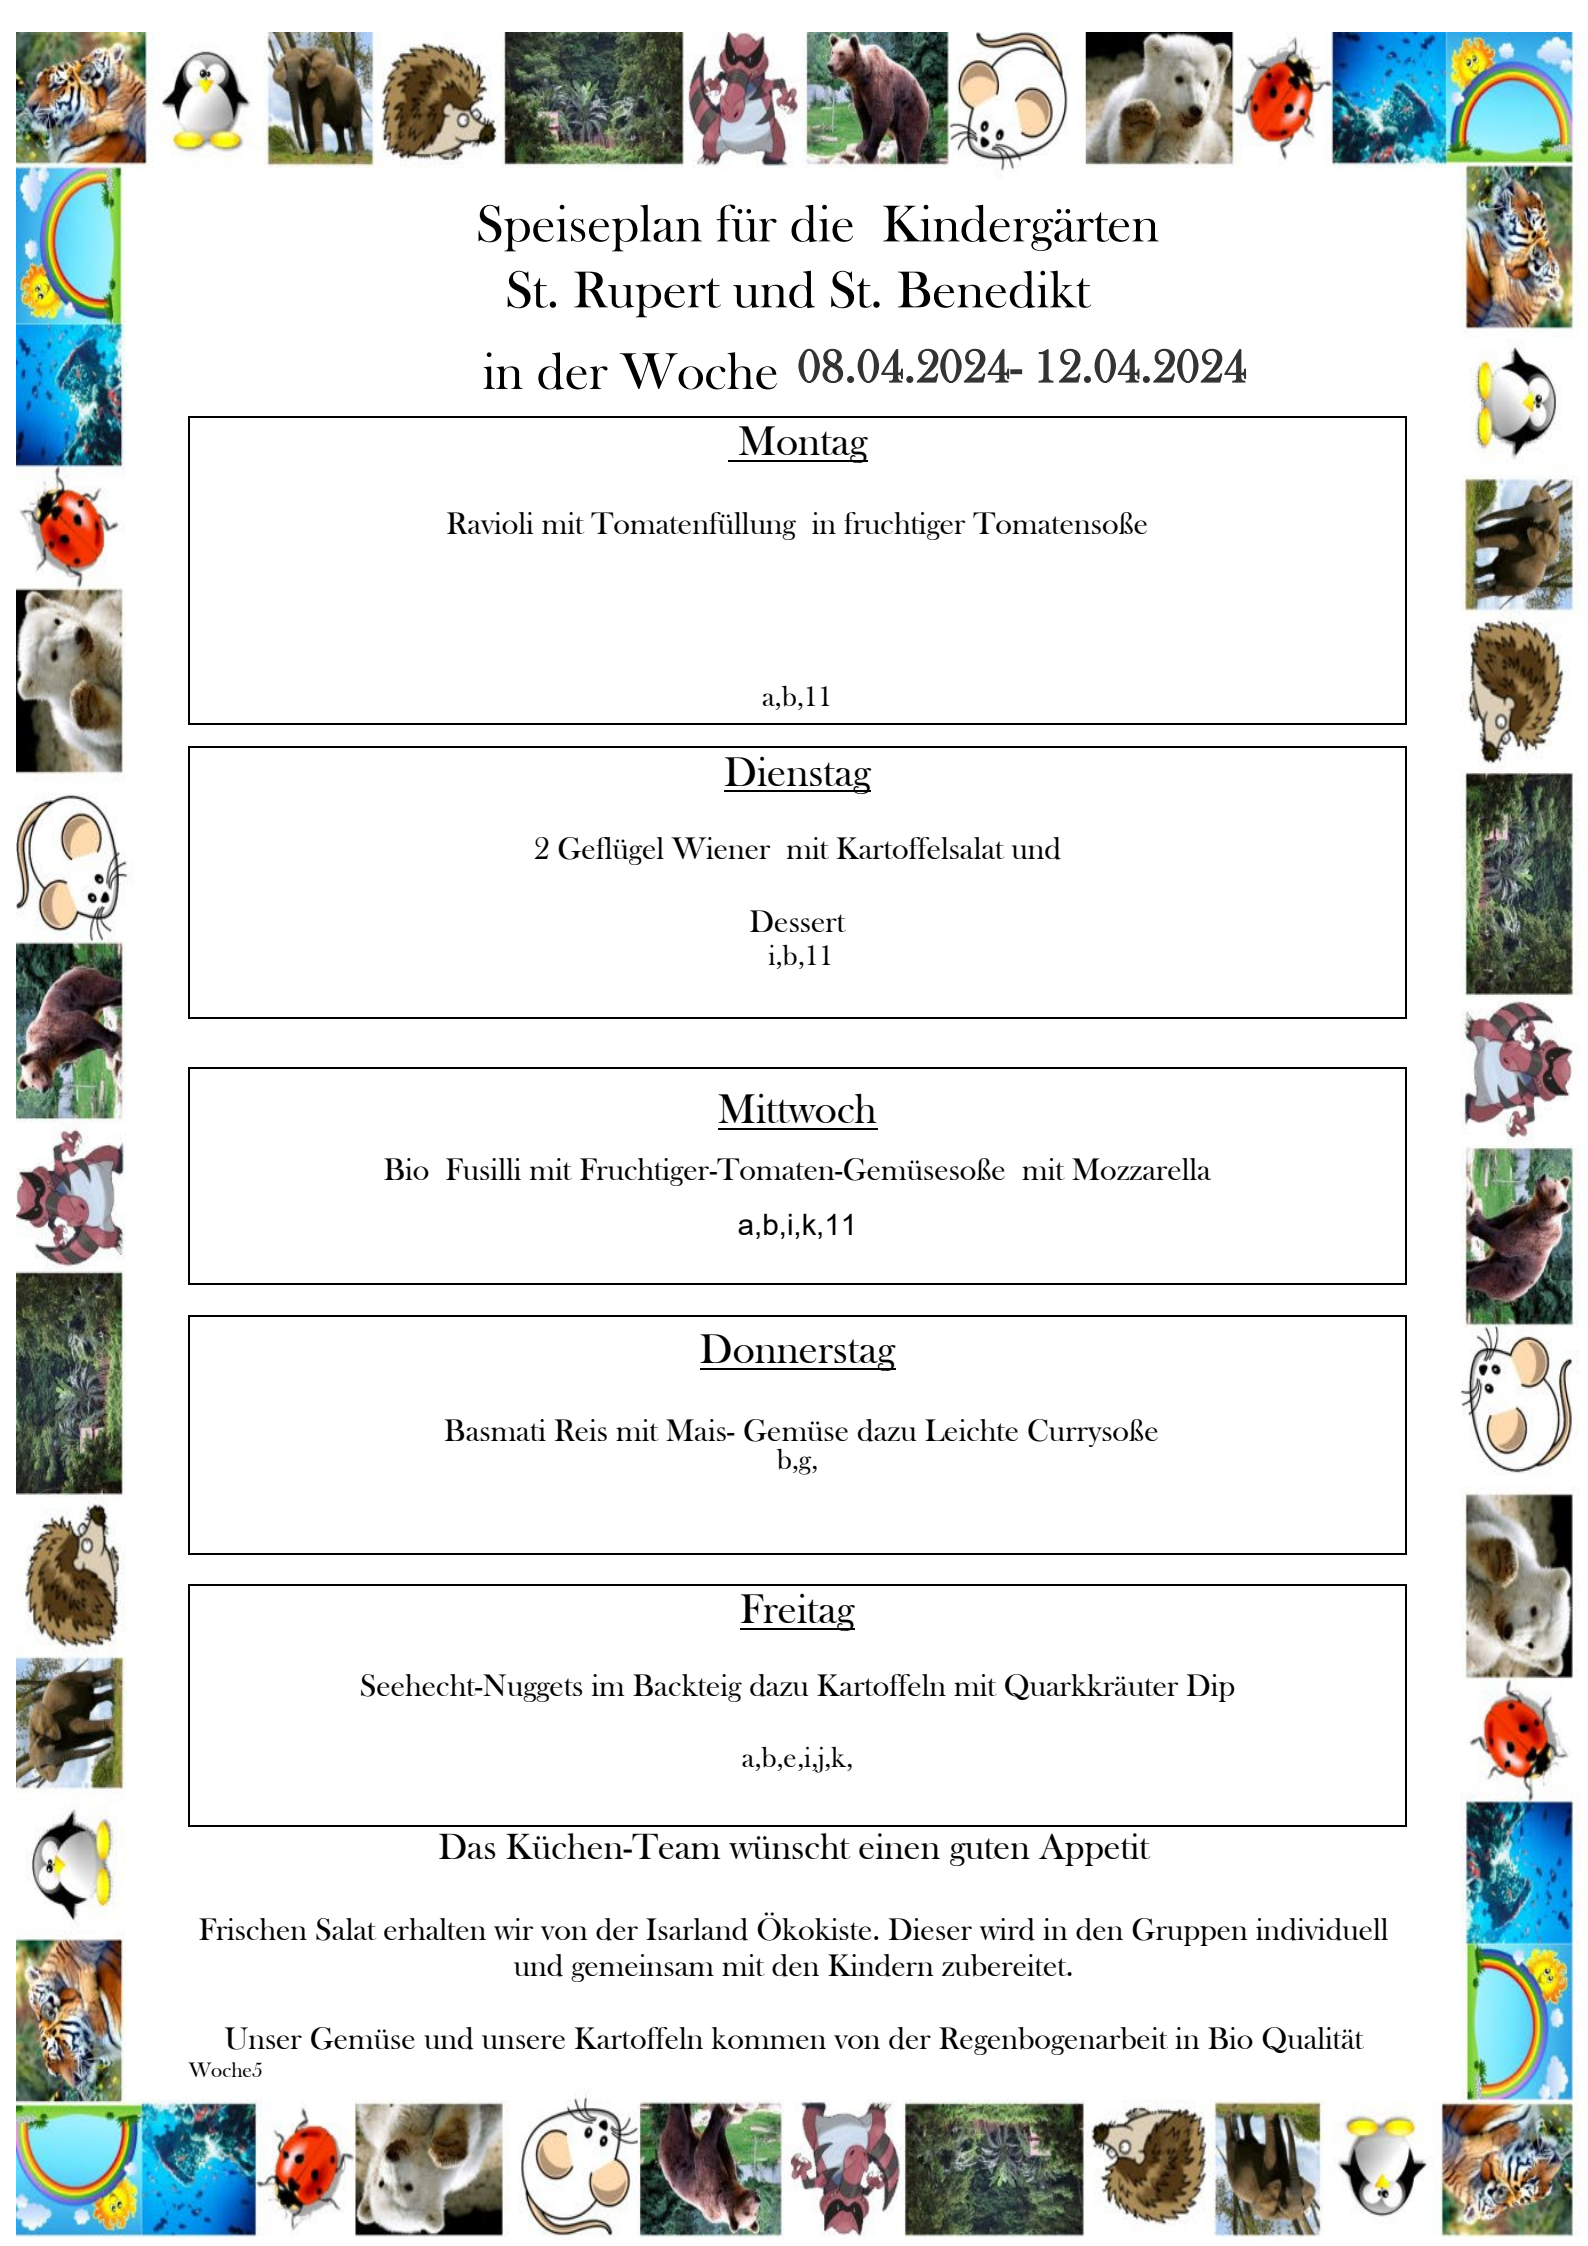 Speiseplan für die Kindergärten
St. Rupert und St. Benedikt
in der Woche 08.04.2024- 12.04.2024
Montag
Ravioli mit Tomatenfüllung in fruchtiger Tomatensoße
a,b,11
Dienstag
2 Geflügel Wiener mit Kartoffelsalat und
Dessert
i,b,11
Mittwoch
Bio Fusilli mit Fruchtiger-Tomaten-Gemüsesoße mit Mozzarella
a,b,i,k,11
Donnerstag
Basmati Reis mit Mais- Gemüse dazu Leichte Currysoße
b,g,
Freitag
Seehecht-Nuggets im Backteig dazu Kartoffeln mit Quarkkräuter Dip
a,b,e,i,j,k,
Das Küchen-Team wünscht einen guten Appetit
Frischen Salat erhalten wir von der Isarland Ökokiste. Dieser wird in den Gruppen individuell
und gemeinsam mit den Kindern zubereitet.
Unser Gemüse und unsere Kartoffeln kommen von der Regenbogenarbeit in Bio Qualität
Woche5